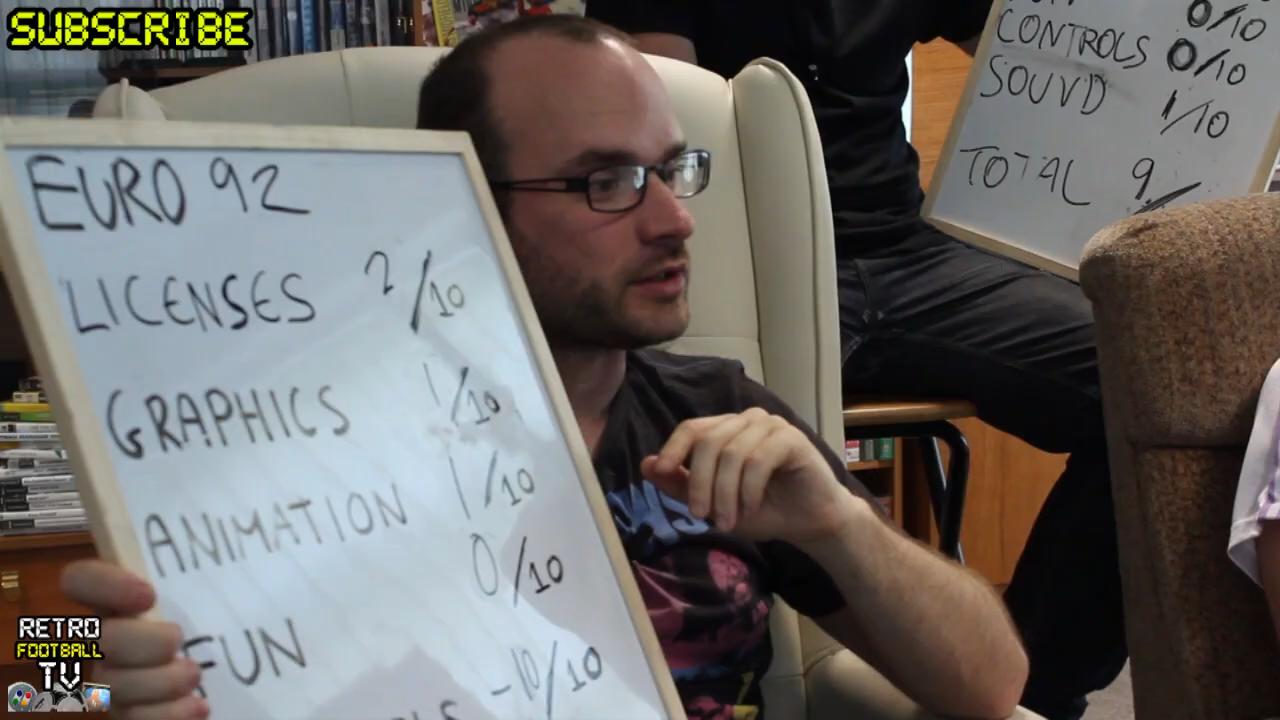 SUBSCRIBE
EURO 92
LICENSES 2/10
GRAPHICS 1/10
ANIMATION 1/10
FUN 0/10
-10/10
0/10
CONTROLS 0/10
SOUND 1/10
TOTAL 9/
RETRO
FOOTBALL
TV